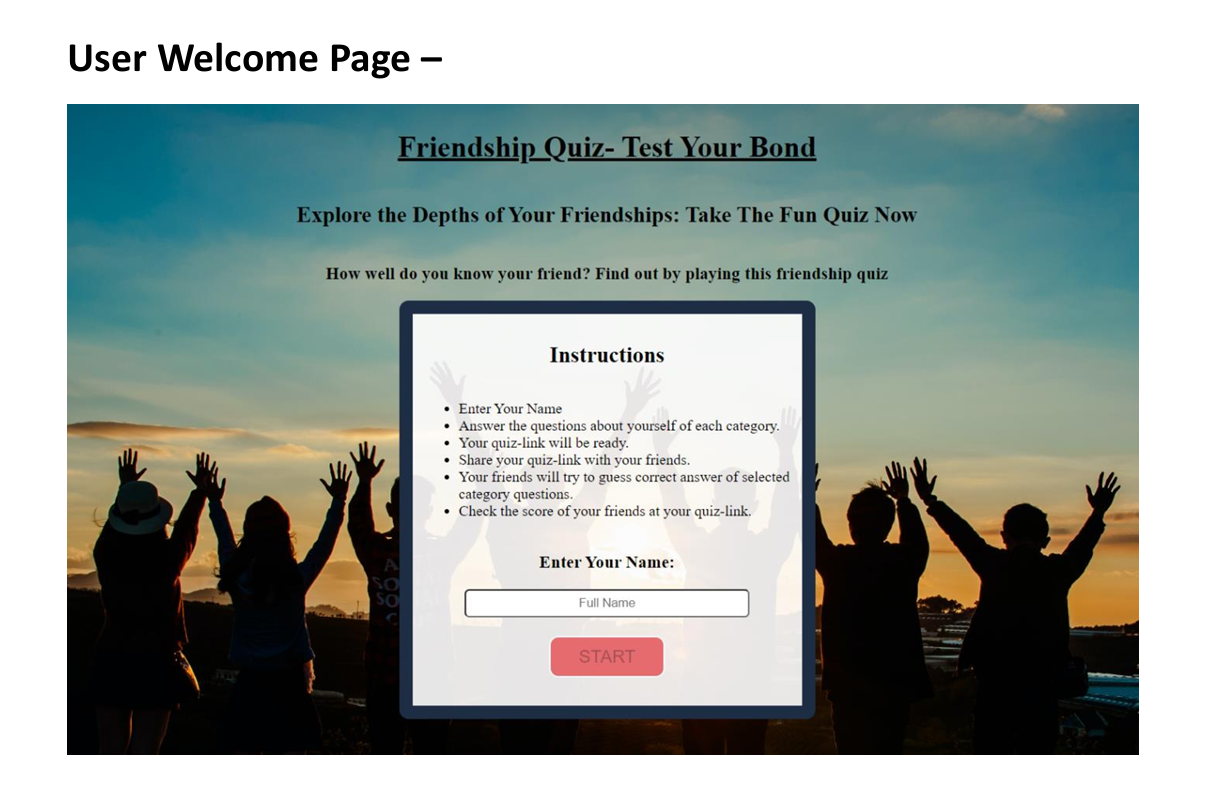 User Welcome Page –
Friendship Quiz- Test Your Bond
Explore the Depths of Your Friendships: Take The Fun Quiz Now
How well do you know your friend? Find out by playing this friendship quiz
Instructions
• Enter Your Name
• Answer the questions about yourself of each category.
• Your quiz-link will be ready.
• Share your quiz-link with your friends.
• Your friends will try to guess correct answer of selected
category questions.
• Check the score of your friends at your quiz-link.
Enter Your Name:
Full Name
START